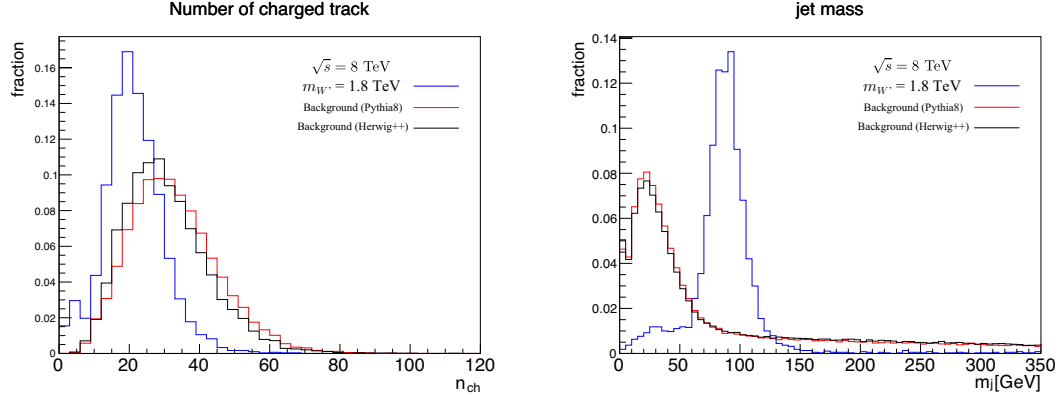 Number of charged track
fraction
√s = 8 TeV
m_W' = 1.8 TeV
Background (Pythia8)
Background (Herwig++)
0.16
0.14
0.12
0.1
0.08
0.06
0.04
0.02
0
0 20 40 60 80 100 120
n_ch
jet mass
fraction
√s = 8 TeV
m_W' = 1.8 TeV
Background (Pythia8)
Background (Herwig++)
0.14
0.12
0.1
0.08
0.06
0.04
0.02
0
0 50 100 150 200 250 300 350
m_j[GeV]